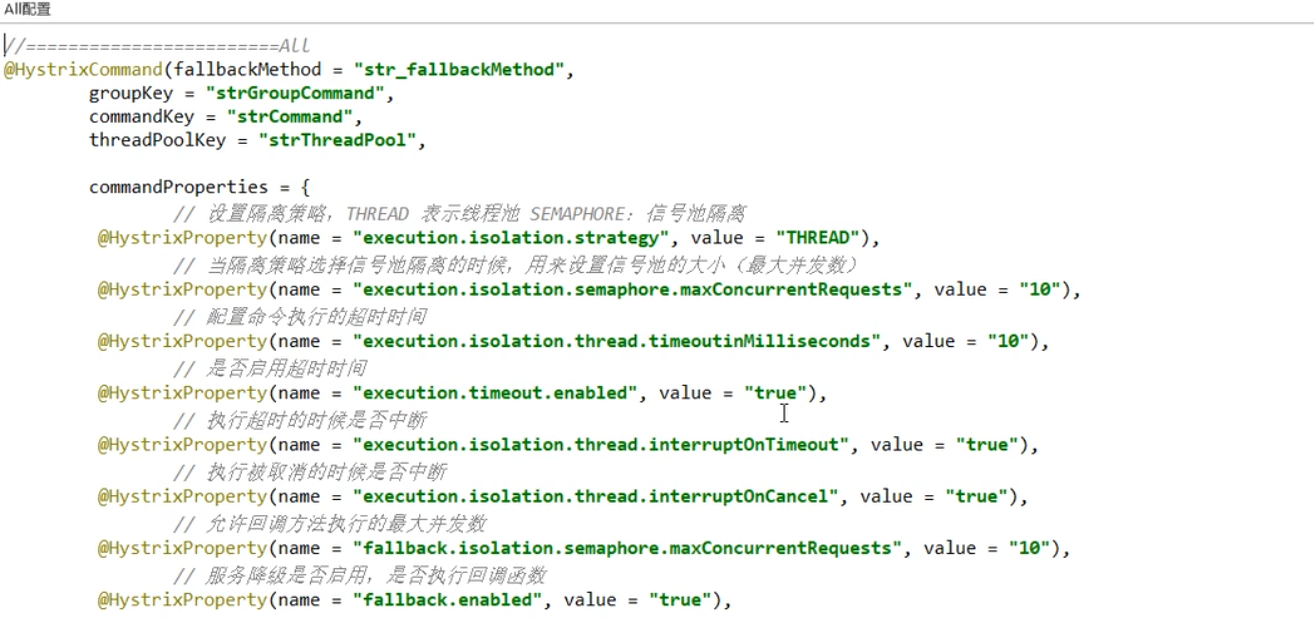 All配置
//========================All
@HystrixCommand(fallbackMethod = "str_fallbackMethod",
groupKey = "strGroupCommand",
commandKey = "strCommand",
threadPoolKey = "strThreadPool",
commandProperties = {
// 设置隔离策略，THREAD 表示线程池 SEMAPHORE：信号池隔离
@HystrixProperty(name = "execution.isolation.strategy", value = "THREAD"),
// 当隔离策略选择信号池隔离的时候，用来设置信号池的大小（最大并发数）
@HystrixProperty(name = "execution.isolation.semaphore.maxConcurrentRequests", value = "10"),
// 配置命令执行的超时时间
@HystrixProperty(name = "execution.isolation.thread.timeoutinMilliseconds", value = "10"),
// 是否启用超时时间
@HystrixProperty(name = "execution.timeout.enabled", value = "true"),
// 执行超时的时候是否中断
@HystrixProperty(name = "execution.isolation.thread.interruptOnTimeout", value = "true"),
// 执行被取消的时候是否中断
@HystrixProperty(name = "execution.isolation.thread.interruptOnCancel", value = "true"),
// 允许回调方法执行的最大并发数
@HystrixProperty(name = "fallback.isolation.semaphore.maxConcurrentRequests", value = "10"),
// 服务降级是否启用，是否执行回调函数
@HystrixProperty(name = "fallback.enabled", value = "true"),